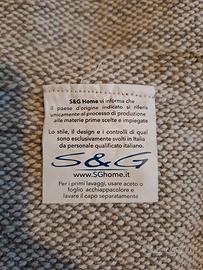 S&G Home vi informa che
il paese d'origine indicato si riferisce
unicamente al processo di produzione
alle materie prime scelte e impiegate
Lo stile, il design e i controlli di qual
sono esclusivamente svolti in Italia
da personale qualificato italiano.
S&G
www.SGhome.it
Per i primi lavaggi, usare aceto o
foglio acchiappacolore e
lavare il capo separatamente